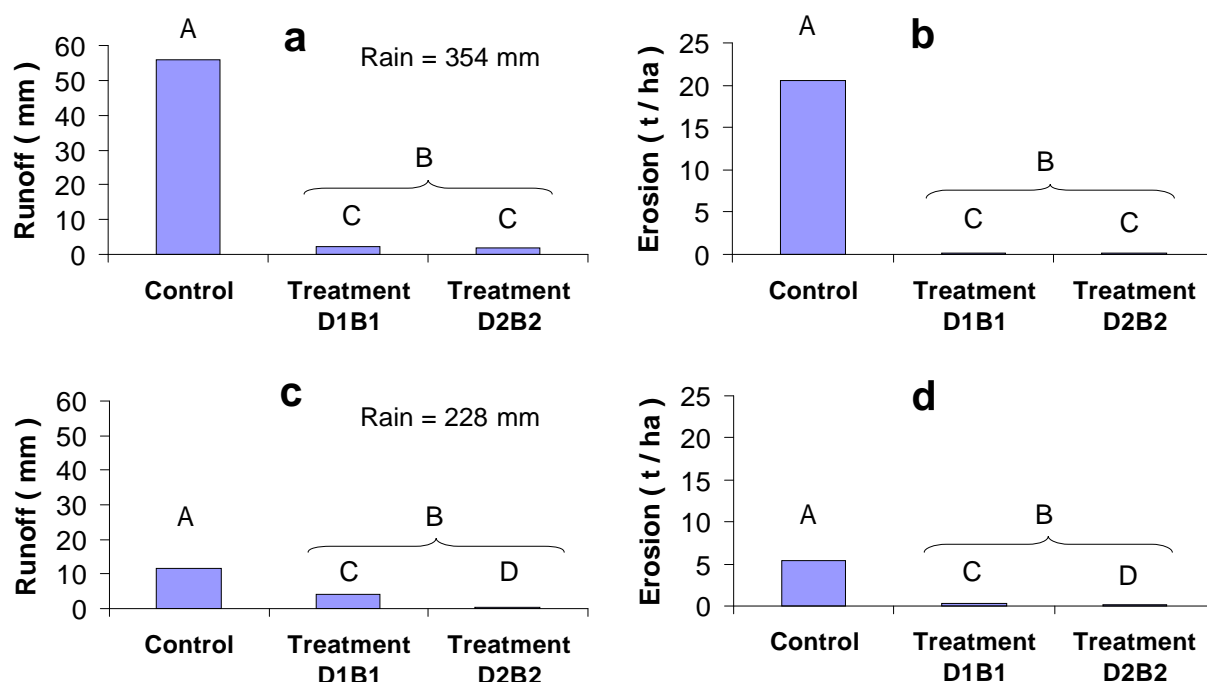 A
a
Rain = 354 mm
Runoff ( mm )
60
50
40
30
20
10
0
B
C
C
Control
Treatment
D1B1
Treatment
D2B2
A
b
Erosion ( t / ha )
25
20
15
10
5
0
B
C
C
Control
Treatment
D1B1
Treatment
D2B2
c
Rain = 228 mm
Runoff ( mm )
60
50
40
30
20
10
0
A
B
C
D
Control
Treatment
D1B1
Treatment
D2B2
d
Erosion ( t / ha )
25
20
15
10
5
0
A
B
C
D
Control
Treatment
D1B1
Treatment
D2B2